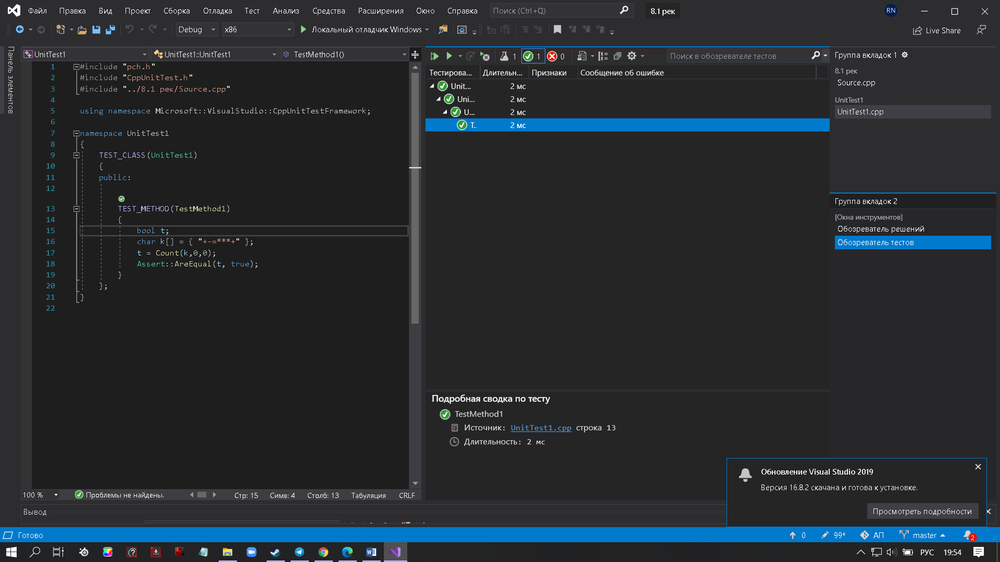 Файл Правка Вид Проект Сборка Отладка Тест Анализ Средства Расширения Окно Справка Поиск (Ctrl+Q) 8.1 рек RN
Debug x86 Локальный отладчик Windows Live Share
Панель элементов
UnitTest1 UnitTest1::UnitTest1 TestMethod1()
1 #include "pch.h"
2 #include "CppUnitTest.h"
3 #include "../8.1 рек/Source.cpp"
4
5 using namespace Microsoft::VisualStudio::CppUnitTestFramework;
6
7 namespace UnitTest1
8 {
9 TEST_CLASS(UnitTest1)
10 {
11 public:
12
13 TEST_METHOD(TestMethod1)
14 {
15 bool t;
16 char k[] = { "+-=***+" };
17 t = Count(k,0,0);
18 Assert::AreEqual(t, true);
19 }
20 };
21 }
22
100 % Проблемы не найдены. Стр: 15 Симв: 4 Столб: 13 Табуляция CRLF
1 1 0 Поиск в обозревателе тестов
Тестирова... Длительн... Признаки Сообщение об ошибке
Unit... 2 мс
Uni... 2 мс
U... 2 мс
T.. 2 мс
Подробная сводка по тесту
TestMethod1
Источник: UnitTest1.cpp строка 13
Длительность: 2 мс
Группа вкладок 1
8.1 рек
Source.cpp
UnitTest1
UnitTest1.cpp
Группа вкладок 2
[Окна инструментов]
Обозреватель решений
Обозреватель тестов
Обновление Visual Studio 2019
Версия 16.8.2 скачана и готова к установке.
Просмотреть подробности
Вывод
Готово 0 99* АП master 2
РУС 19:54